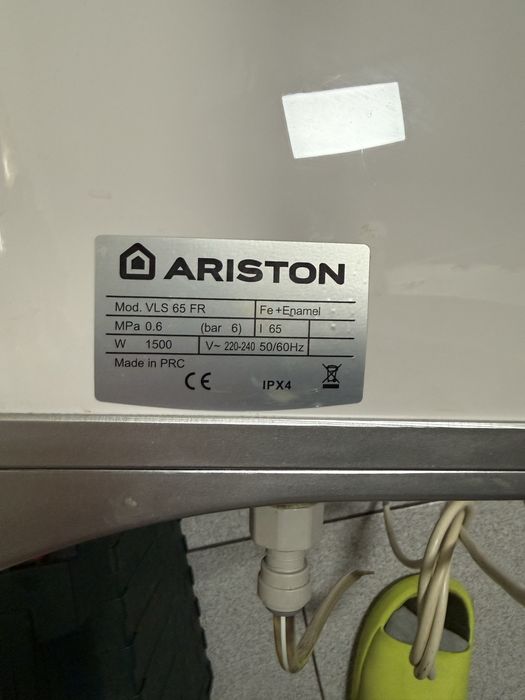 ARISTON
Mod. VLS 65 FR Fe+Enamel
MPa 0.6 (bar 6) l 65
W 1500 V~ 220-240 50/60Hz
Made in PRC
CE IPX4